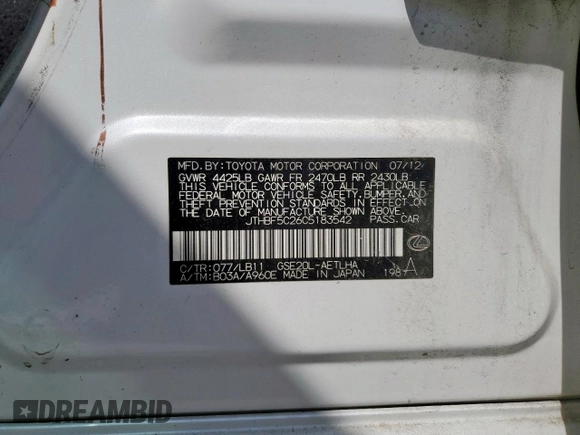 MFD.BY:TOYOTA MOTOR CORPORATION 07/12
GVWR 4425LB GAWR FR 2470LB RR 2430LB
THIS VEHICLE CONFORMS TO ALL APPLICABLE
FEDERAL MOTOR VEHICLE SAFETY,BUMPER,AND
THEFT PREVENTION STANDARDS IN EFFECT ON
THE DATE OF MANUFACTURE SHOWN ABOVE.
JTHBF5C26C5183542 PASS.CAR
C/TR:077/LB11 GSE20L-AETLHA
A/TM:B03A/A960E MADE IN JAPAN 198 A
DREAMBID